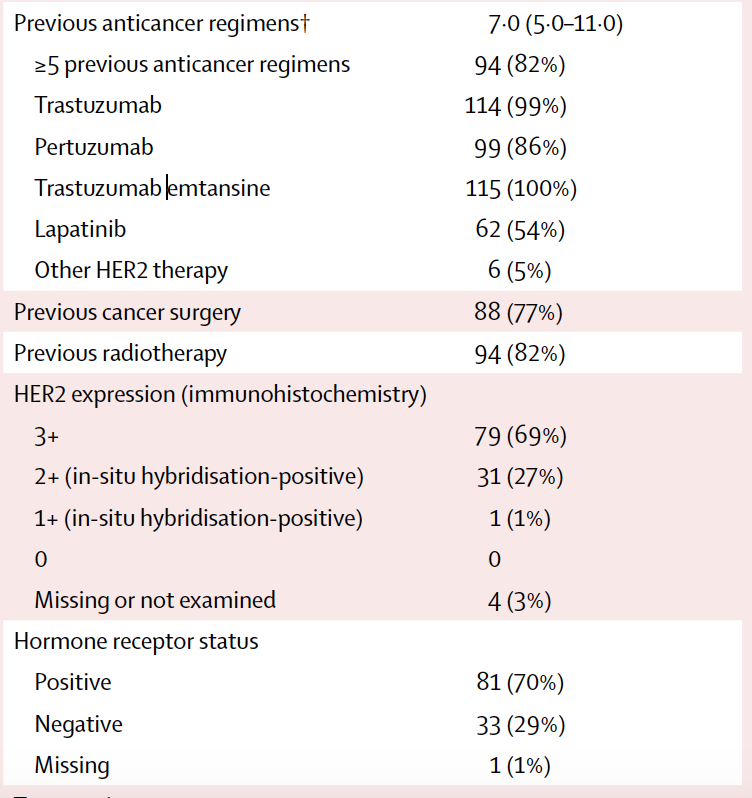 Previous anticancer regimens† 7·0 (5·0–11·0)
≥5 previous anticancer regimens 94 (82%)
Trastuzumab 114 (99%)
Pertuzumab 99 (86%)
Trastuzumab emtansine 115 (100%)
Lapatinib 62 (54%)
Other HER2 therapy 6 (5%)
Previous cancer surgery 88 (77%)
Previous radiotherapy 94 (82%)
HER2 expression (immunohistochemistry)
3+ 79 (69%)
2+ (in-situ hybridisation-positive) 31 (27%)
1+ (in-situ hybridisation-positive) 1 (1%)
0 0
Missing or not examined 4 (3%)
Hormone receptor status
Positive 81 (70%)
Negative 33 (29%)
Missing 1 (1%)